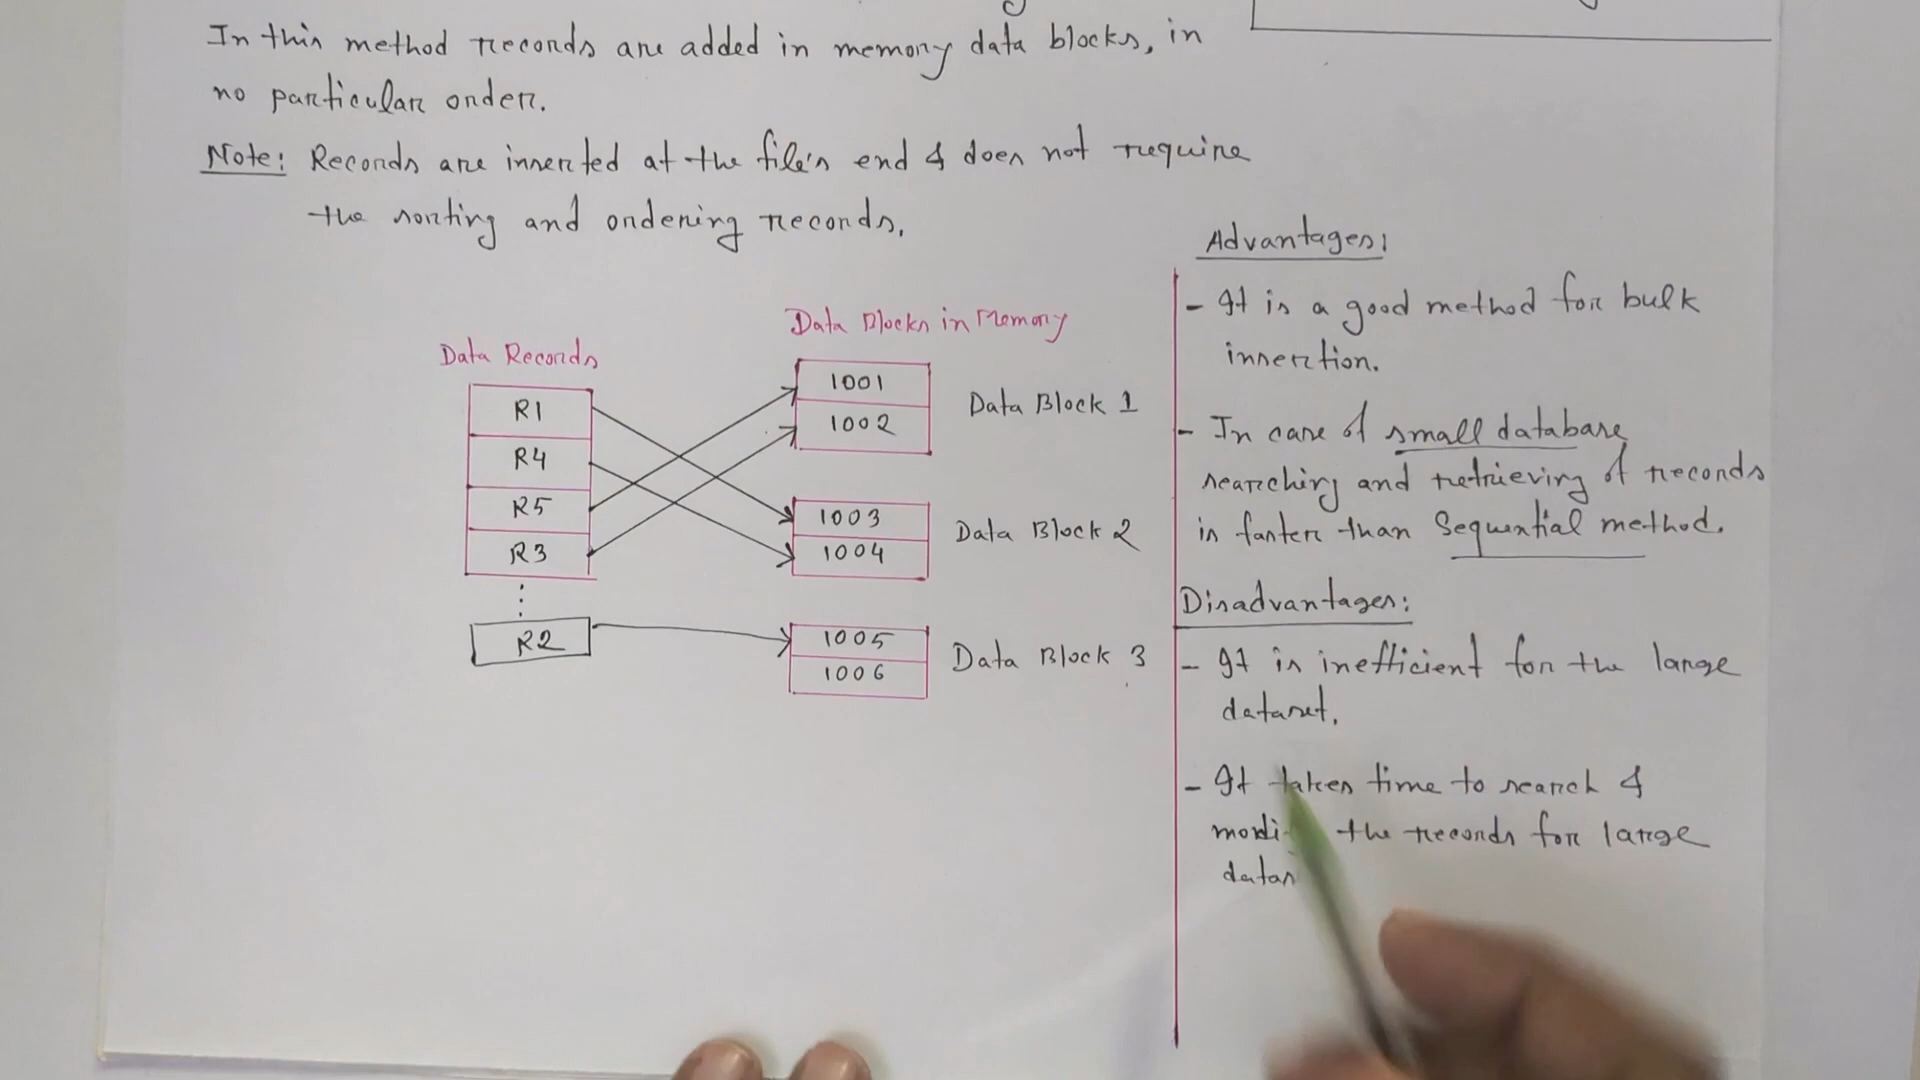 In this method records are added in memory data blocks, in
no particular order.
Note: Records are inserted at the file's end & does not require
the sorting and ordering records.
Data Records
R1
R4
R5
R3
R2
Data Blocks in Memory
1001
1002
Data Block 1
1003
1004
Data Block 2
1005
1006
Data Block 3
Advantages:
- It is a good method for bulk
insertion.
- In case of small database,
searching and retrieving of records
is faster than Sequential method.
Disadvantages:
- It is inefficient for the large
dataset.
- It takes time to search &
the records for large